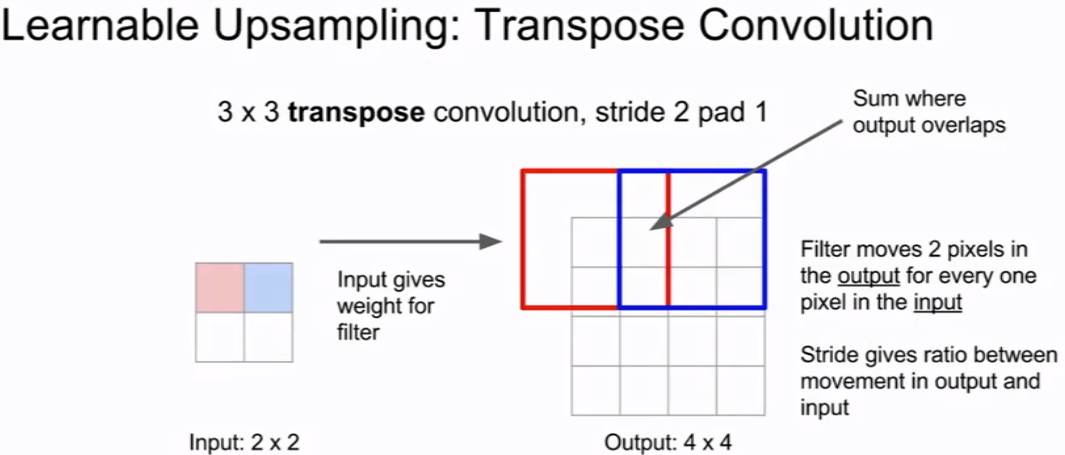 Learnable Upsampling: Transpose Convolution
3 x 3 transpose convolution, stride 2 pad 1
Sum where
output overlaps
Input gives
weight for
filter
Filter moves 2 pixels in
the output for every one
pixel in the input
Stride gives ratio between
movement in output and
input
Input: 2 x 2
Output: 4 x 4